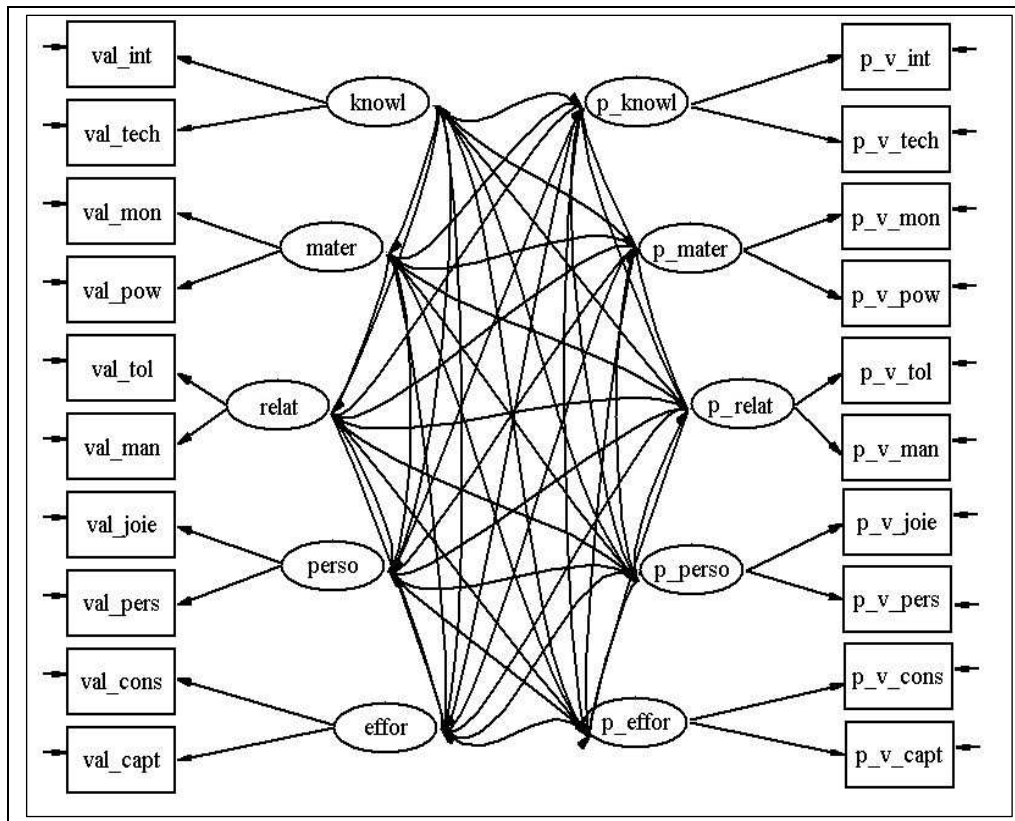 val_int
val_tech
val_mon
val_pow
val_tol
val_man
val_joie
val_pers
val_cons
val_capt
knowl
mater
relat
perso
effor
p_knowl
p_mater
p_relat
p_perso
p_effor
p_v_int
p_v_tech
p_v_mon
p_v_pow
p_v_tol
p_v_man
p_v_joie
p_v_pers
p_v_cons
p_v_capt